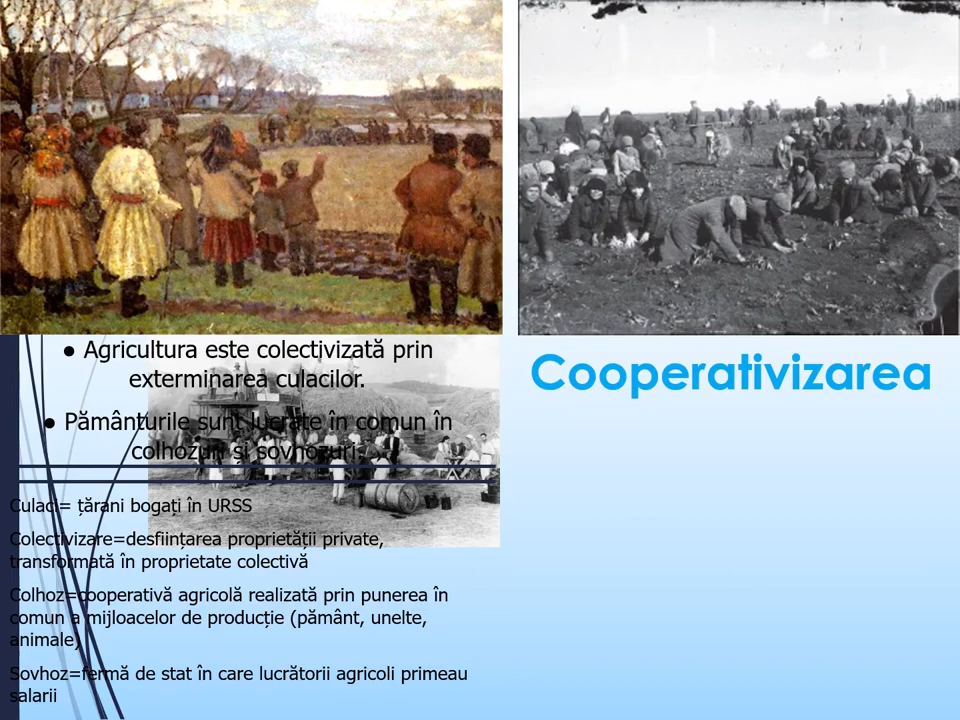 ● Agricultura este colectivizată prin
exterminarea culacilor.
● Pământurile sunt lucrate în comun în
colhozuri și sovhozuri.
Cooperativizarea
Culaci= țărani bogați în URSS
Colectivizare=desființarea proprietății private,
transformată în proprietate colectivă
Colhoz=cooperativă agricolă realizată prin punerea în
comun a mijloacelor de producție (pământ, unelte,
animale)
Sovhoz=fermă de stat în care lucrătorii agricoli primeau
salarii